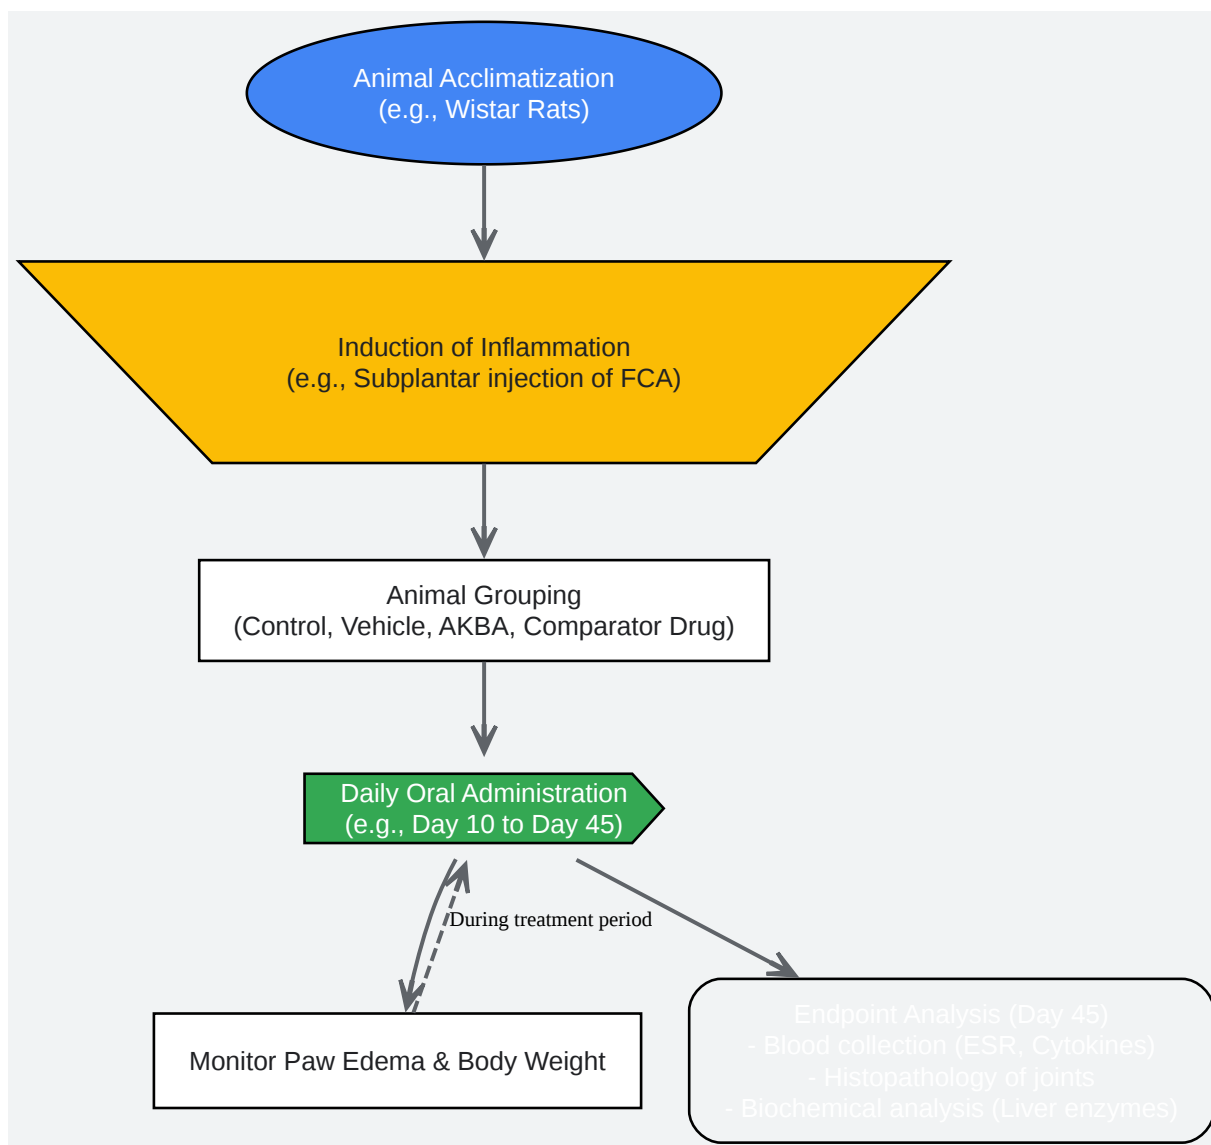 Animal Acclimatization
(e.g., Wistar Rats)
Induction of Inflammation
(e.g., Subplantar injection of FCA)
Animal Grouping
(Control, Vehicle, AKBA, Comparator Drug)
Daily Oral Administration
(e.g., Day 10 to Day 45)
During treatment period
Monitor Paw Edema & Body Weight
Endpoint Analysis (Day 45)
- Blood collection (ESR, Cytokines)
- Histopathology of joints
- Biochemical analysis (Liver enzymes)